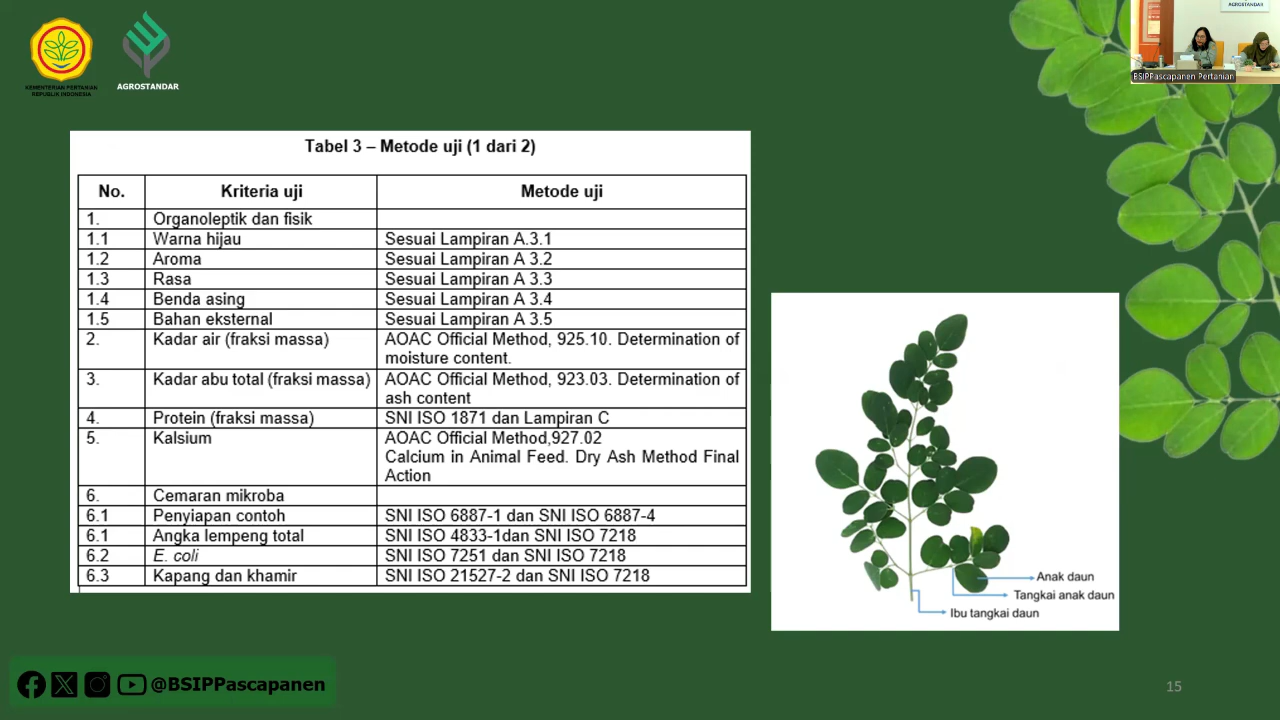 KEMENTERIAN PERTANIAN
REPUBLIK INDONESIA
AGROSTANDAR
AGROSTANDAR
BSIPPascapanen Pertanian
Tabel 3 – Metode uji (1 dari 2)
No. Kriteria uji Metode uji
1. Organoleptik dan fisik
1.1 Warna hijau Sesuai Lampiran A.3.1
1.2 Aroma Sesuai Lampiran A 3.2
1.3 Rasa Sesuai Lampiran A 3.3
1.4 Benda asing Sesuai Lampiran A 3.4
1.5 Bahan eksternal Sesuai Lampiran A 3.5
2. Kadar air (fraksi massa) AOAC Official Method, 925.10. Determination of
moisture content.
3. Kadar abu total (fraksi massa) AOAC Official Method, 923.03. Determination of
ash content
4. Protein (fraksi massa) SNI ISO 1871 dan Lampiran C
5. Kalsium AOAC Official Method,927.02
Calcium in Animal Feed. Dry Ash Method Final
Action
6. Cemaran mikroba
6.1 Penyiapan contoh SNI ISO 6887-1 dan SNI ISO 6887-4
6.1 Angka lempeng total SNI ISO 4833-1dan SNI ISO 7218
6.2 E. coli SNI ISO 7251 dan SNI ISO 7218
6.3 Kapang dan khamir SNI ISO 21527-2 dan SNI ISO 7218
Anak daun
Tangkai anak daun
Ibu tangkai daun
@BSIPPascapanen
15